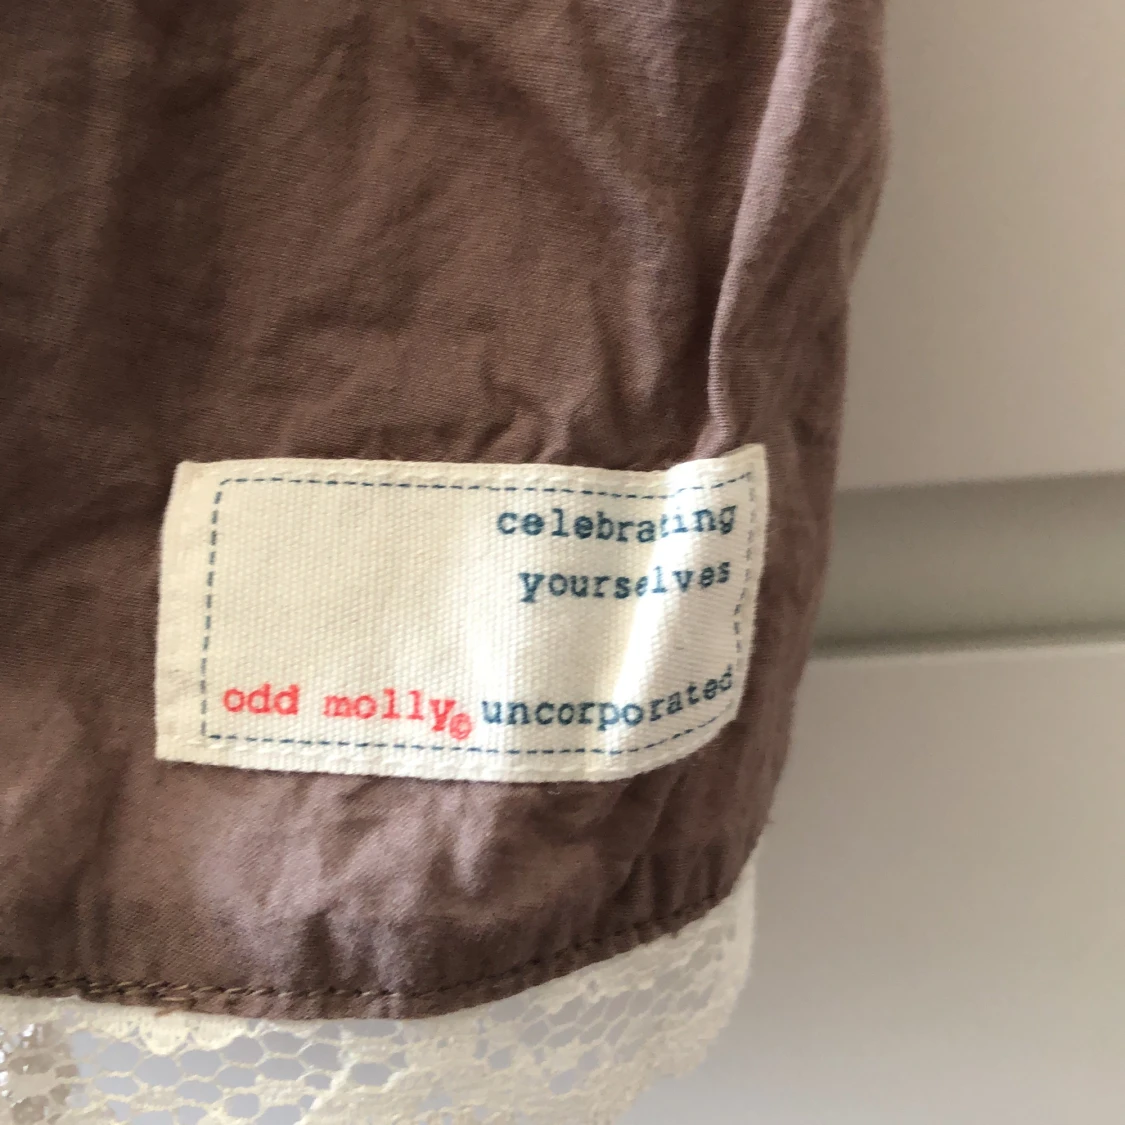 celebrating
yourselves
odd molly© uncorporated